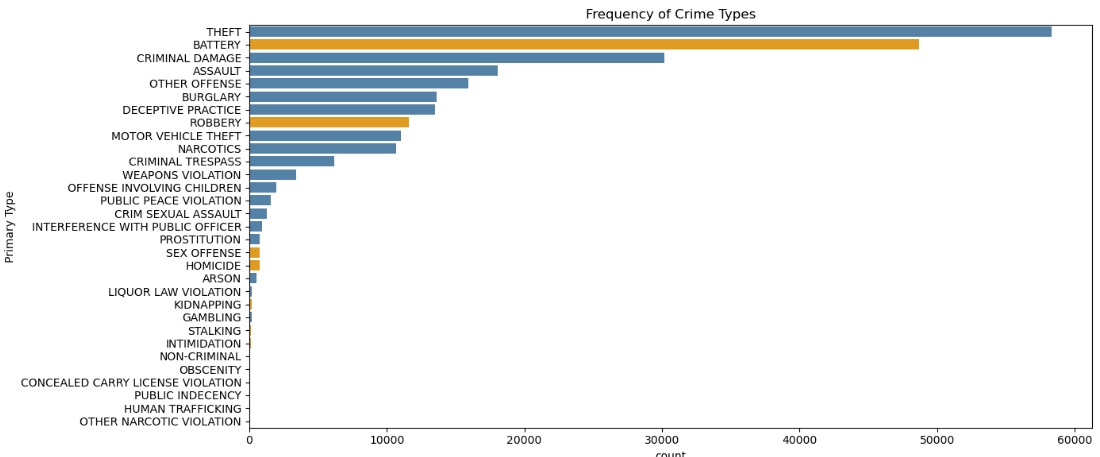 Frequency of Crime Types
Primary Type
THEFT
BATTERY
CRIMINAL DAMAGE
ASSAULT
OTHER OFFENSE
BURGLARY
DECEPTIVE PRACTICE
ROBBERY
MOTOR VEHICLE THEFT
NARCOTICS
CRIMINAL TRESPASS
WEAPONS VIOLATION
OFFENSE INVOLVING CHILDREN
PUBLIC PEACE VIOLATION
CRIM SEXUAL ASSAULT
INTERFERENCE WITH PUBLIC OFFICER
PROSTITUTION
SEX OFFENSE
HOMICIDE
ARSON
LIQUOR LAW VIOLATION
KIDNAPPING
GAMBLING
STALKING
INTIMIDATION
NON-CRIMINAL
OBSCENITY
CONCEALED CARRY LICENSE VIOLATION
PUBLIC INDECENCY
HUMAN TRAFFICKING
OTHER NARCOTIC VIOLATION
0 10000 20000 30000 40000 50000 60000
count